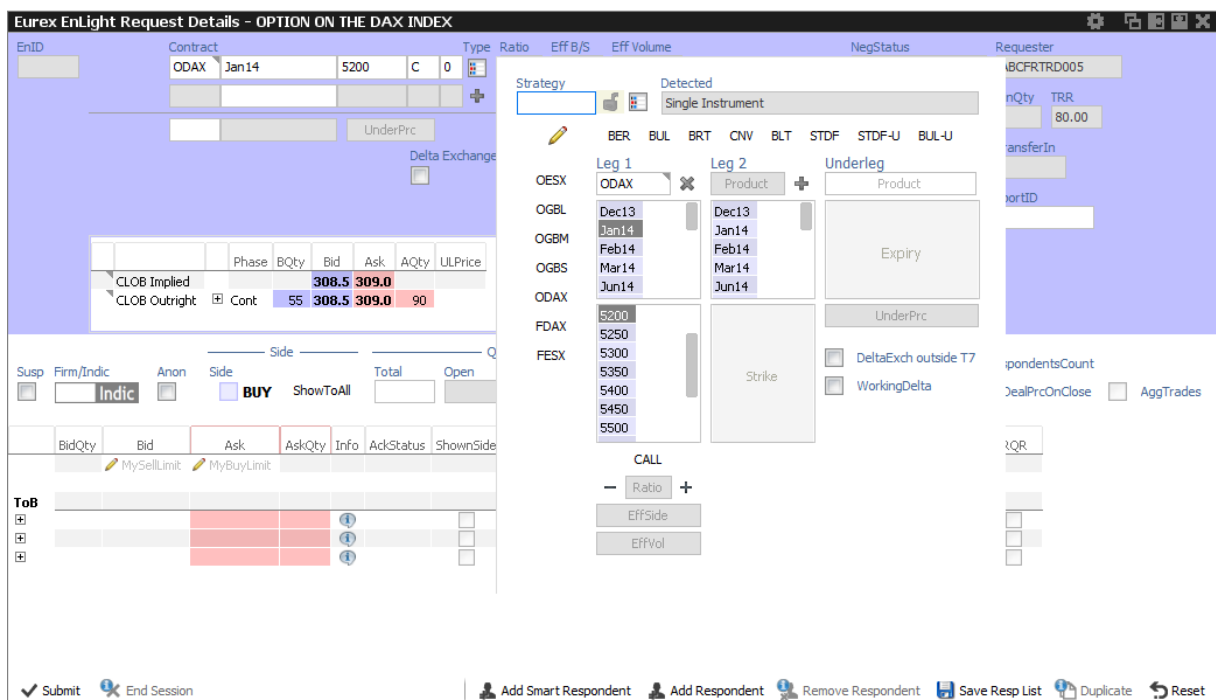 Eurex EnLight Request Details - OPTION ON THE DAX INDEX
EnID Contract Type Ratio Eff B/S Eff Volume NegStatus Requester
ODAX Jan14 5200 C 0 ABCFRTRD005
Strategy Detected
Single Instrument
TRR
80.00
UnderPrc
BER BUL BRT CNV BLT STDF STDF-U BUL-U
Delta Exchange
Leg 1 Leg 2 Underleg
OESX ODAX Product Product
OGBL Dec13 Dec13
Jan14 Jan14
OGBM Feb14 Feb14 Expiry
OGBS Mar14 Mar14
Jun14 Jun14
Phase BQty Bid Ask AQty ULPrice
CLOB Implied 308.5 309.0
CLOB Outright Cont 55 308.5 309.0 90
ODAX 5200 UnderPrc
FDAX 5250
FESX 5300 DeltaExch outside T7
5350 Strike
5400 WorkingDelta
5450
5500
Side
Susp Firm/Indic Anon Side Total Open
Indic BUY ShowToAll
DealPrcOnClose AggTrades
BidQty Bid Ask AskQty Info AckStatus ShownSide
MySellLimit MyBuyLimit
CALL
Ratio
EffSide
EffVol
ToB
Submit End Session Add Smart Respondent Add Respondent Remove Respondent Save Resp List Duplicate Reset